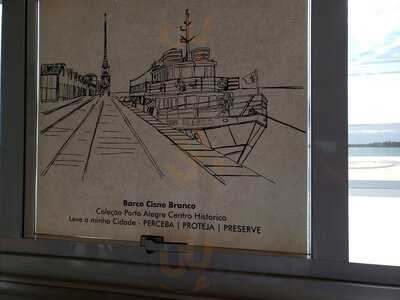 Barco Cisne Branco
Coleção Porto Alegre Centro Histórico
Leve a minha Cidade - PERCEBA | PROTEJA | PRESERVE